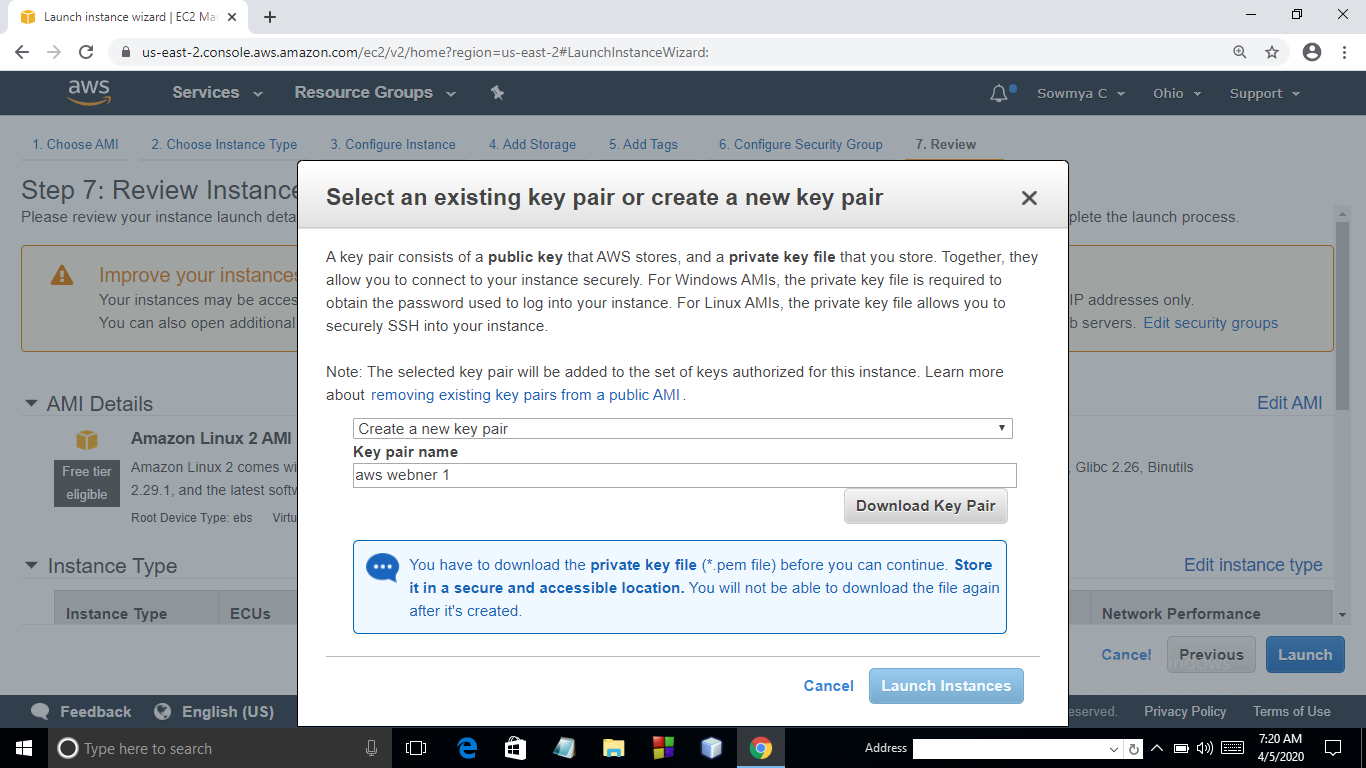 Launch instance wizard | EC2 Mar
us-east-2.console.aws.amazon.com/ec2/v2/home?region=us-east-2#LaunchInstanceWizard:
aws Services Resource Groups Sowmya C Ohio Support
1. Choose AMI 2. Choose Instance Type 3. Configure Instance 4. Add Storage 5. Add Tags 6. Configure Security Group 7. Review
Step 7: Review Instance
Please review your instance launch deta plete the launch process.
Improve your instances
Your instances may be acces IP addresses only.
You can also open additional b servers. Edit security groups
AMI Details Edit AMI
Amazon Linux 2 AMI
Free tier
eligible
Amazon Linux 2 comes wi , Glibc 2.26, Binutils
2.29.1, and the latest softw
Root Device Type: ebs Virtu
Instance Type Edit instance type
Instance Type ECUs Network Performance
Cancel Previous Launch
Select an existing key pair or create a new key pair
A key pair consists of a public key that AWS stores, and a private key file that you store. Together, they
allow you to connect to your instance securely. For Windows AMIs, the private key file is required to
obtain the password used to log into your instance. For Linux AMIs, the private key file allows you to
securely SSH into your instance.
Note: The selected key pair will be added to the set of keys authorized for this instance. Learn more
about removing existing key pairs from a public AMI .
Create a new key pair
Key pair name
aws webner 1
Download Key Pair
You have to download the private key file (*.pem file) before you can continue. Store
it in a secure and accessible location. You will not be able to download the file again
after it's created.
Cancel Launch Instances
Feedback English (US) eserved. Privacy Policy Terms of Use
Type here to search Address 7:20 AM
4/5/2020